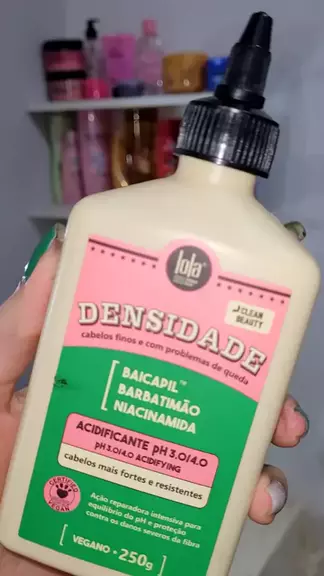 lola
CLEAN
BEAUTY
DENSIDADE
cabelos finos e com problemas de queda
BAICAPIL™
BARBATIMÃO
NIACINAMIDA
ACIDIFICANTE pH 3.0/4.0
pH 3.0/4.0 ACIDIFYING
cabelos mais fortes e resistentes
Ação reparadora intensiva para
equilíbrio do pH e proteção
contra os danos severos da fibra
CERTIFIED
VEGAN
VEGANO • 250g